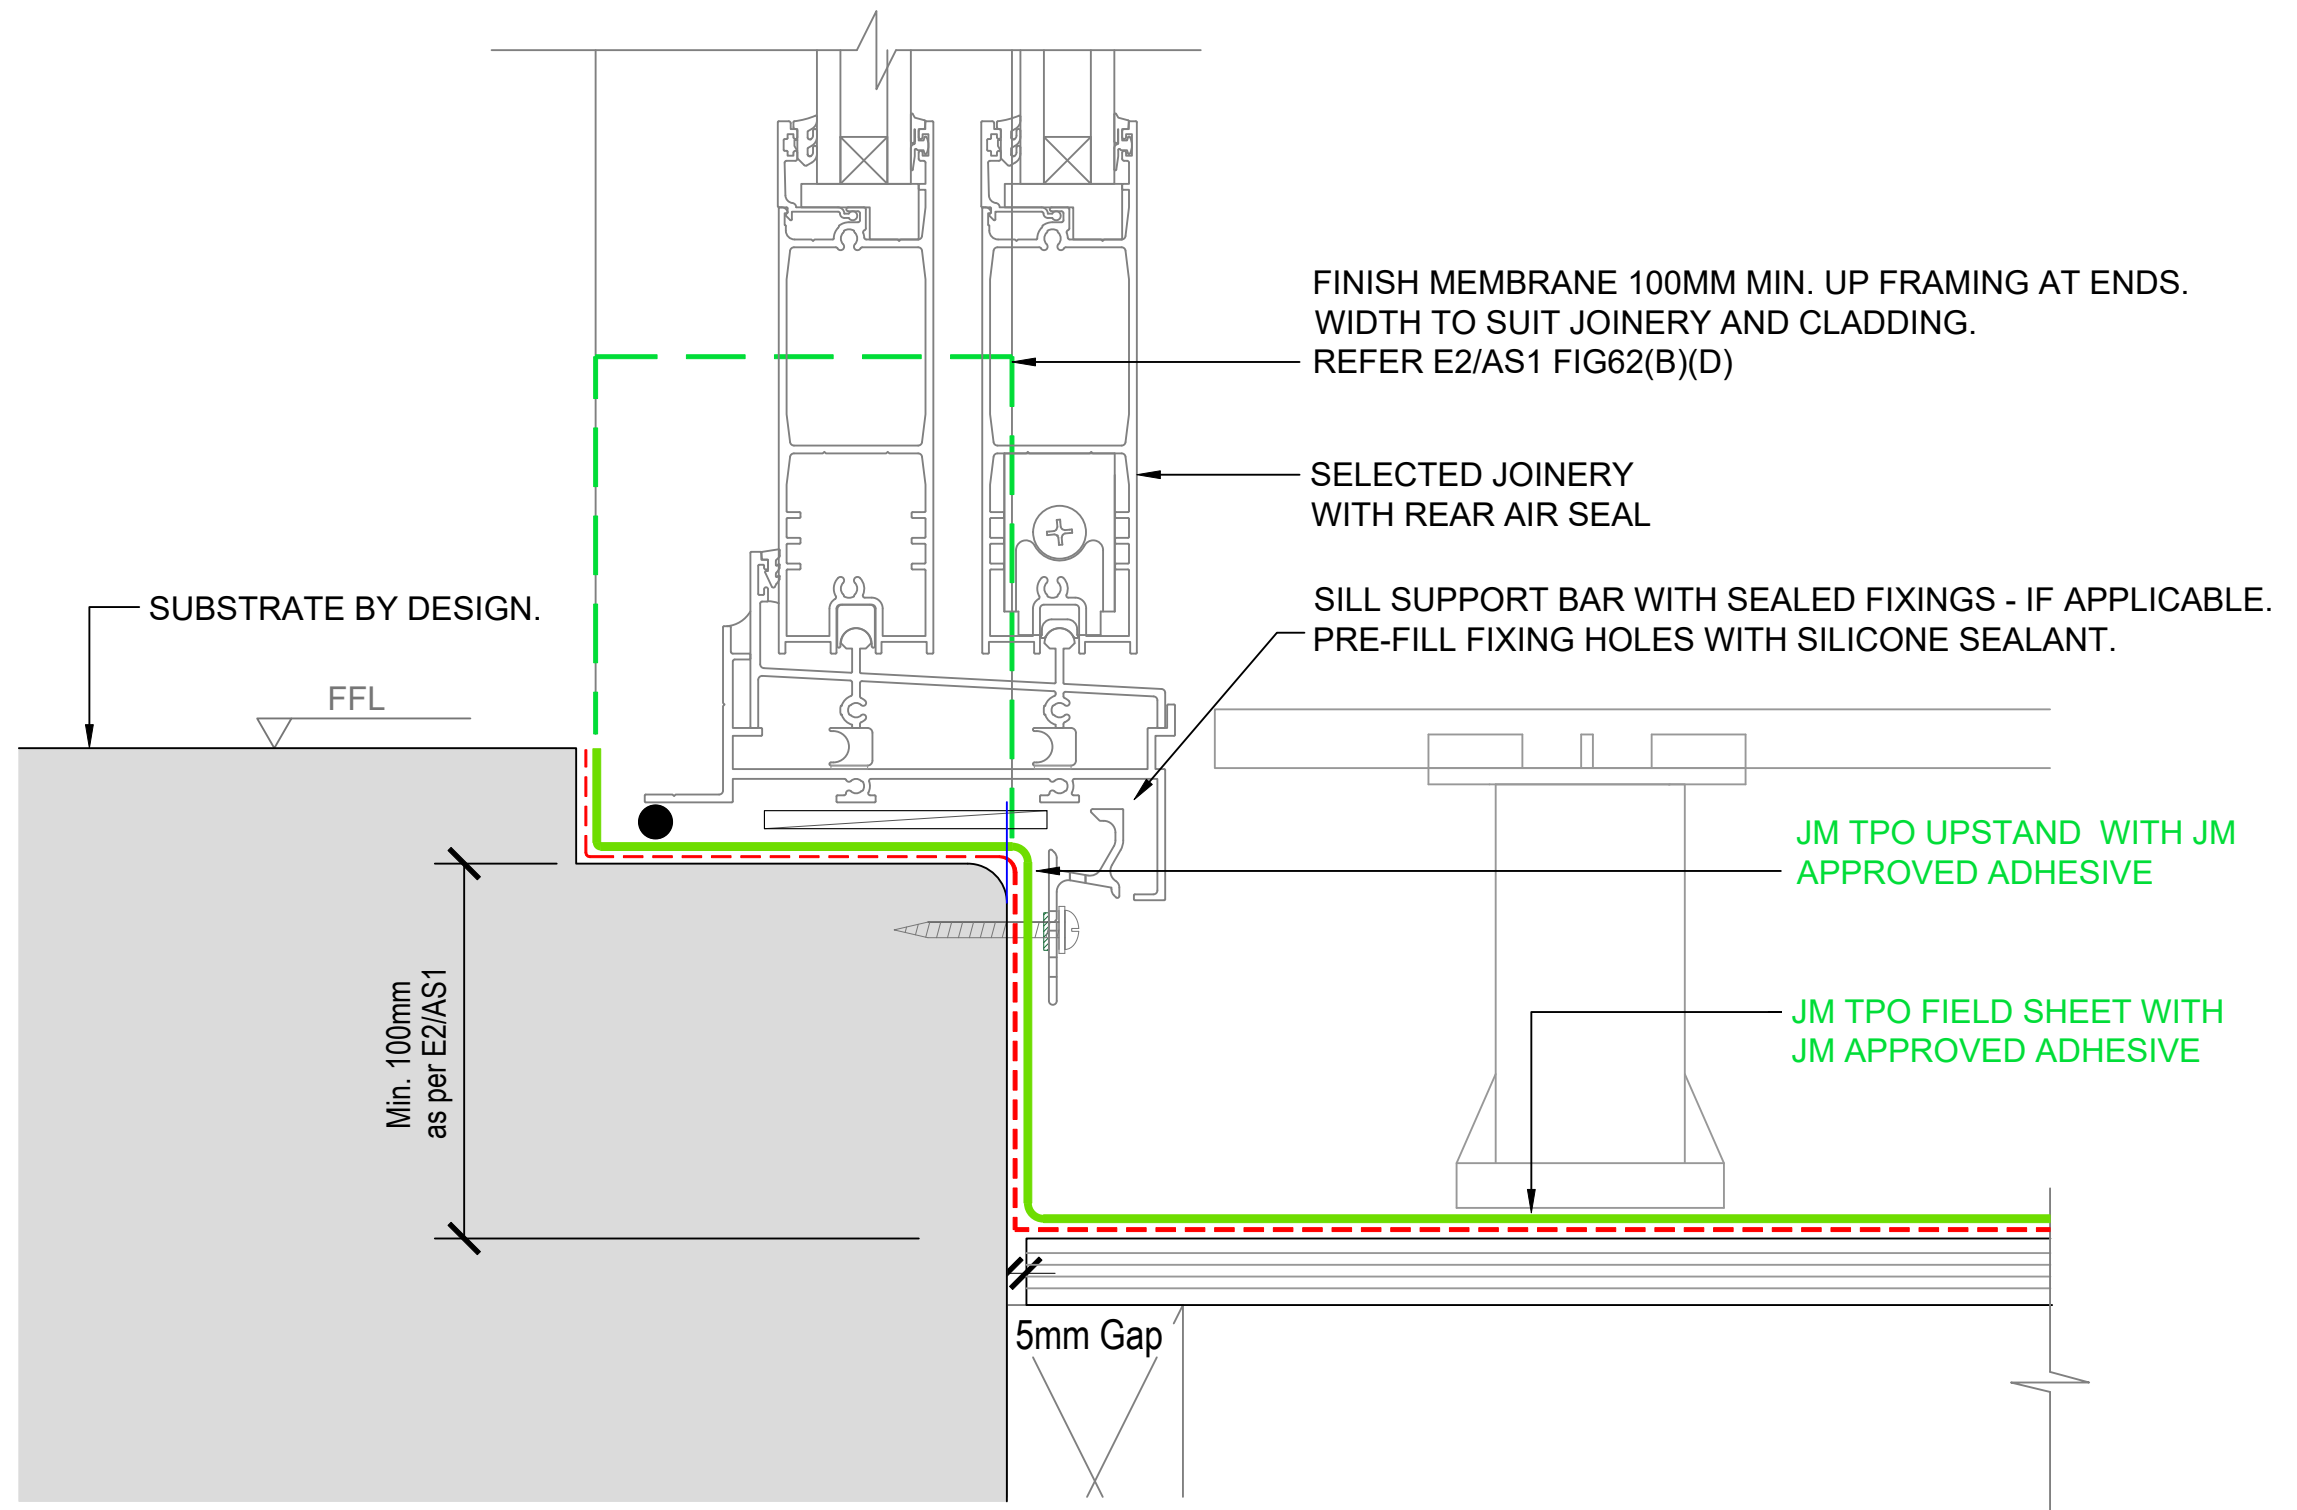 FINISH MEMBRANE 100MM MIN. UP FRAMING AT ENDS.
WIDTH TO SUIT JOINERY AND CLADDING.
REFER E2/AS1 FIG62(B)(D)
SELECTED JOINERY
WITH REAR AIR SEAL
SUBSTRATE BY DESIGN.
SILL SUPPORT BAR WITH SEALED FIXINGS - IF APPLICABLE.
PRE-FILL FIXING HOLES WITH SILICONE SEALANT.
FFL
JM TPO UPSTAND WITH JM
APPROVED ADHESIVE
Min. 100mm
as per E2/AS1
JM TPO FIELD SHEET WITH
JM APPROVED ADHESIVE
5mm Gap